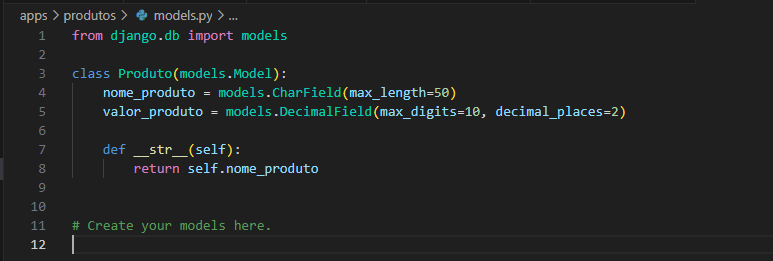 apps > produtos > models.py > ...
1 from django.db import models
2
3 class Produto(models.Model):
4     nome_produto = models.CharField(max_length=50)
5     valor_produto = models.DecimalField(max_digits=10, decimal_places=2)
6
7     def __str__(self):
8         return self.nome_produto
9
10
11 # Create your models here.
12